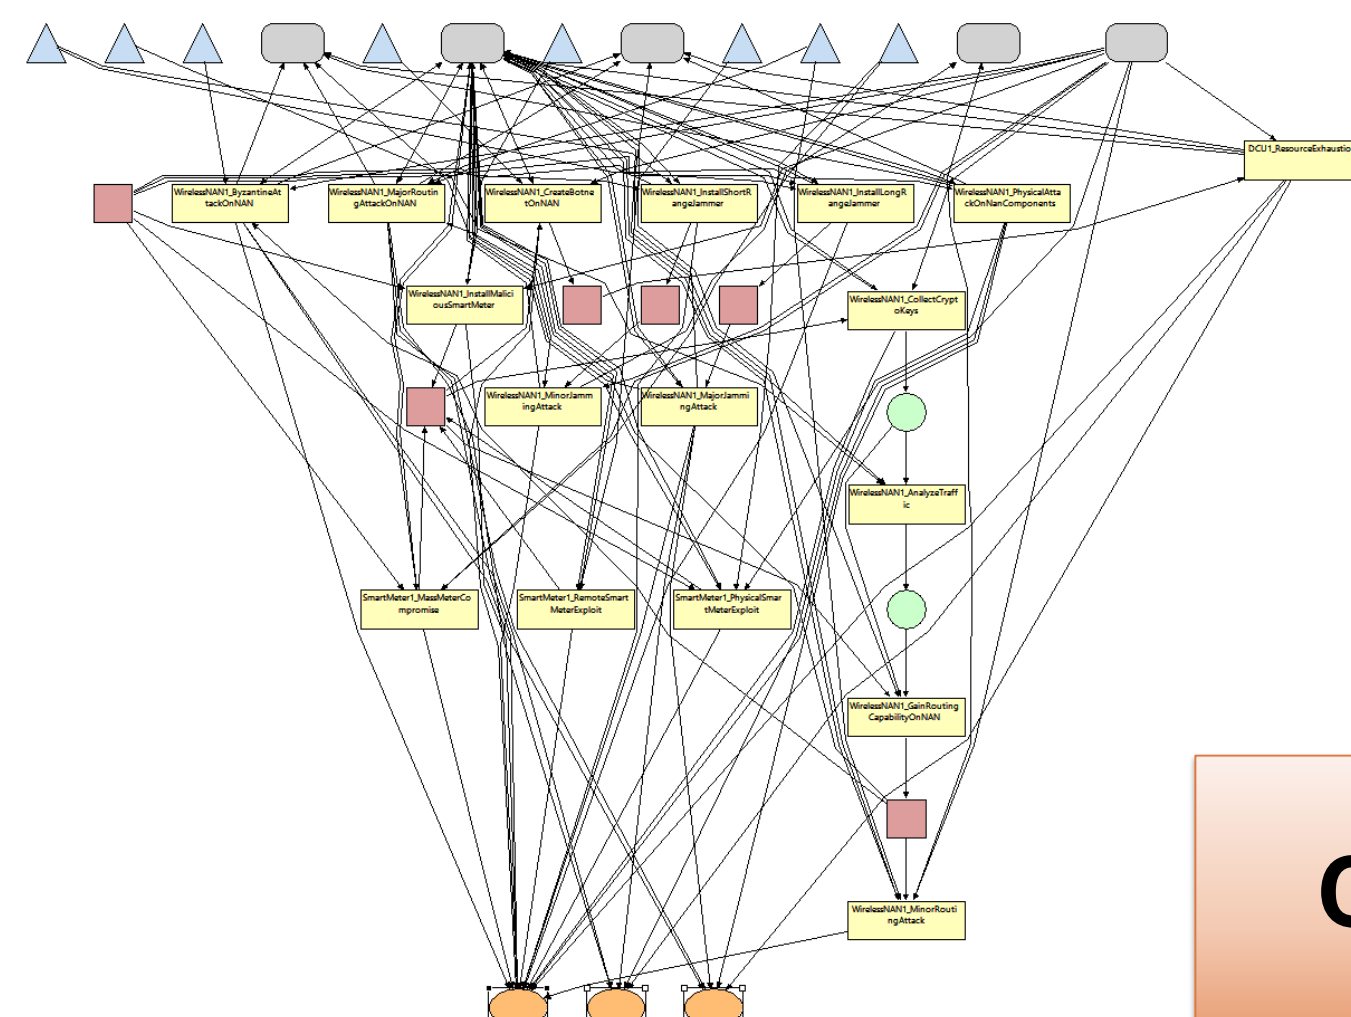 DCU1_ResourceExhaustio
WirelessNAN1_ByzantineAt
tackOnNAN
WirelessNAN1_MajorRoutin
gAttackOnNAN
WirelessNAN1_CreateBotne
tOnNAN
WirelessNAN1_InstallShortR
angeJammer
WirelessNAN1_InstallLongR
angeJammer
WirelessNAN1_PhysicalAtta
ckOnNanComponents
WirelessNAN1_InstallMalici
ousSmartMeter
WirelessNAN1_CollectCrypt
oKeys
WirelessNAN1_MinorJamm
ingAttack
WirelessNAN1_MajorJammi
ngAttack
WirelessNAN1_AnalyzeTraff
ic
SmartMeter1_MassMeterCo
mpromise
SmartMeter1_RemoteSmart
MeterExploit
SmartMeter1_PhysicalSmar
tMeterExploit
WirelessNAN1_GainRouting
CapabilityOnNAN
WirelessNAN1_MinorRouti
ngAttack